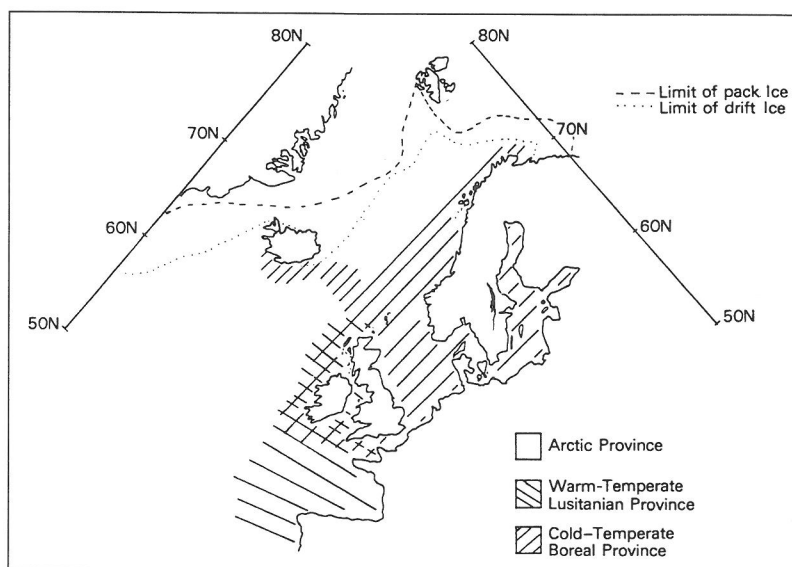 80N
80N
Limit of pack Ice
Limit of drift Ice
70N
70N
60N
60N
50N
50N
Arctic Province
Warm-Temperate
Lusitanian Province
Cold-Temperate
Boreal Province